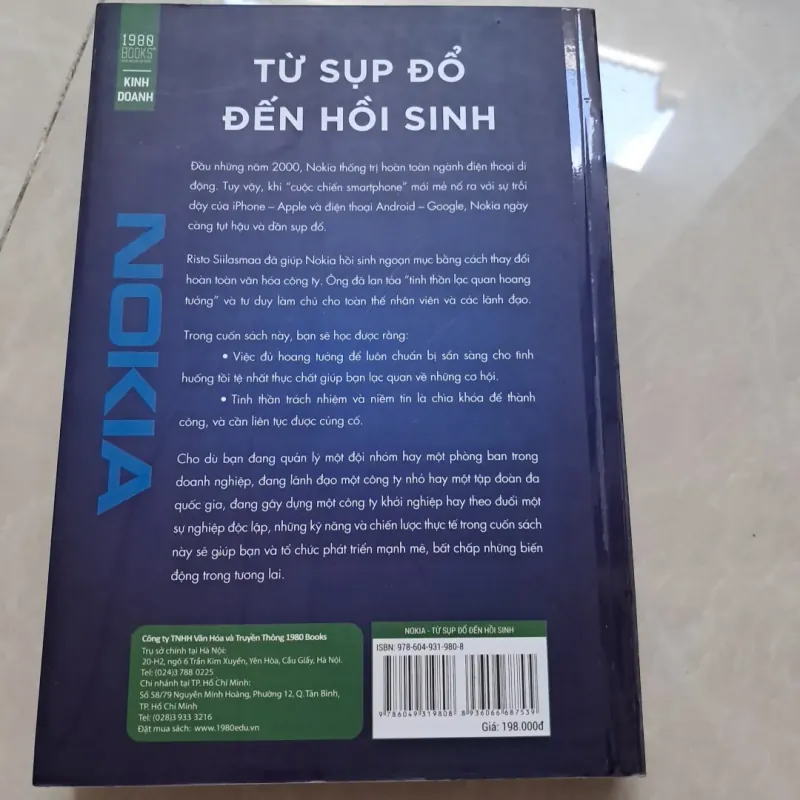 1980
BOOKS
KINH
DOANH
TỪ SỤP ĐỔ
ĐẾN HỒI SINH
NOKIA
Đầu những năm 2000, Nokia thống trị hoàn toàn ngành điện thoại di
động. Tuy vậy, khi “cuộc chiến smartphone” mới mẻ nổ ra với sự trỗi
dậy của iPhone – Apple và điện thoại Android – Google, Nokia ngày
càng tụt hậu và dần sụp đổ.
Risto Siilasmaa đã giúp Nokia hồi sinh ngoạn mục bằng cách thay đổi
hoàn toàn văn hóa công ty. Ông đã lan tỏa “tinh thần lạc quan hoang
tưởng” và tư duy làm chủ cho toàn thể nhân viên và các lãnh đạo.
Trong cuốn sách này, bạn sẽ học được rằng:
• Việc đủ hoang tưởng để luôn chuẩn bị sẵn sàng cho tình
huống tồi tệ nhất thực chất giúp bạn lạc quan về những cơ hội.
• Tinh thần trách nhiệm và niềm tin là chìa khóa để thành
công, và cần liên tục được củng cố.
Cho dù bạn đang quản lý một đội nhóm hay một phòng ban trong
doanh nghiệp, đang lãnh đạo một công ty nhỏ hay một tập đoàn đa
quốc gia, đang gây dựng một công ty khởi nghiệp hay theo đuổi một
sự nghiệp độc lập, những kỹ năng và chiến lược thực tế trong cuốn sách
này sẽ giúp bạn và tổ chức phát triển mạnh mẽ, bất chấp những biến
động trong tương lai.
Công ty TNHH Văn Hóa và Truyền Thông 1980 Books
Trụ sở chính tại Hà Nội:
20-H2, ngõ 6 Trần Kim Xuyến, Yên Hòa, Cầu Giấy, Hà Nội.
Tel: (024)3 788 0225
Chi nhánh tại TP. Hồ Chí Minh:
Số 58/79 Nguyễn Minh Hoàng, Phường 12, Q. Tân Bình,
TP. Hồ Chí Minh
Tel: (028)3 933 3216
Đặt mua sách: www.1980edu.vn
NOKIA - TỪ SỤP ĐỔ ĐẾN HỒI SINH
ISBN: 978-604-931-980-8
9 786049 319808
8 936066 687539
Giá: 198.000đ